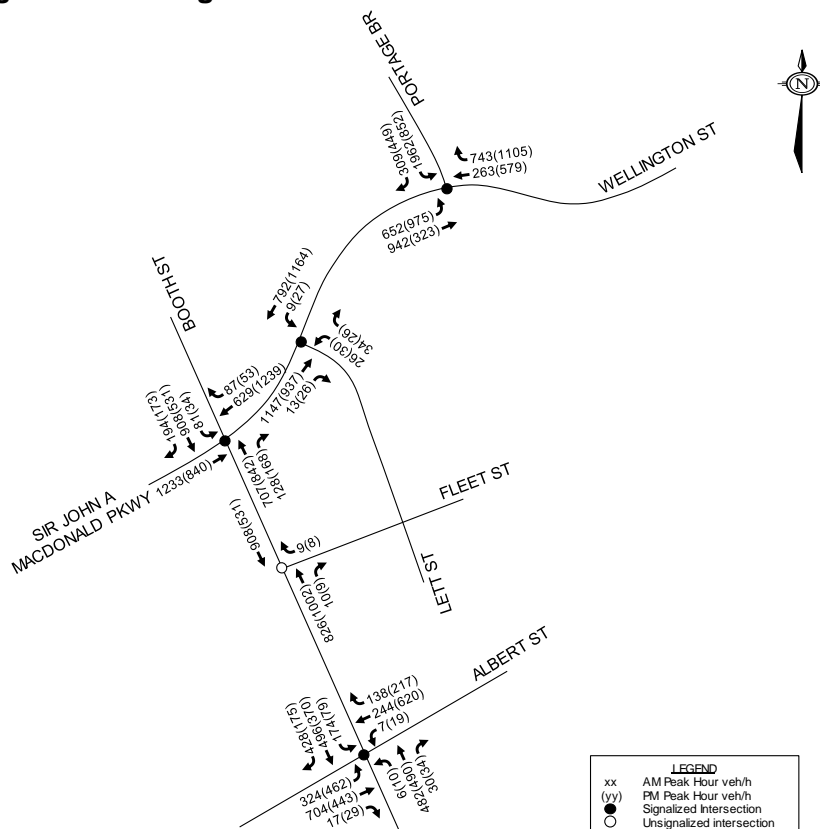 PORTAGE BR
309(449)
1962(852)
743(1105)
263(579)
WELLINGTON ST
652(975)
942(323)
N
BOOTH ST
792(1164)
9(27)
34(26)
26(30)
87(53)
629(1239)
1147(937)
13(26)
194(173)
908(531)
81(34)
1233(840)
707(842)
128(168)
SIR JOHN A
MACDONALD PKWY
908(531)
9(8)
FLEET ST
826(1002)
10(9)
LETT ST
ALBERT ST
138(217)
244(620)
7(19)
428(175)
496(370)
174(79)
324(462)
704(443)
17(29)
6(10)
482(490)
30(34)
LEGEND
xx AM Peak Hour veh/h
(yy) PM Peak Hour veh/h
Signalized Intersection
Unsignalized intersection